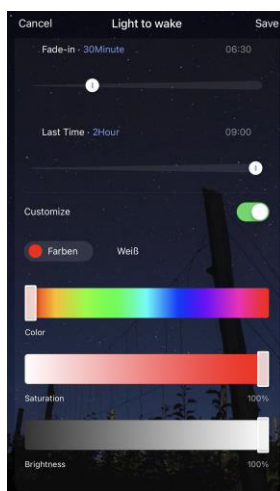 Cancel Light to wake Save
Fade-in · 30Minute 06:30
Last Time · 2Hour 09:00
Customize
Farben Weiß
Color
Saturation 100%
Brightness 100%